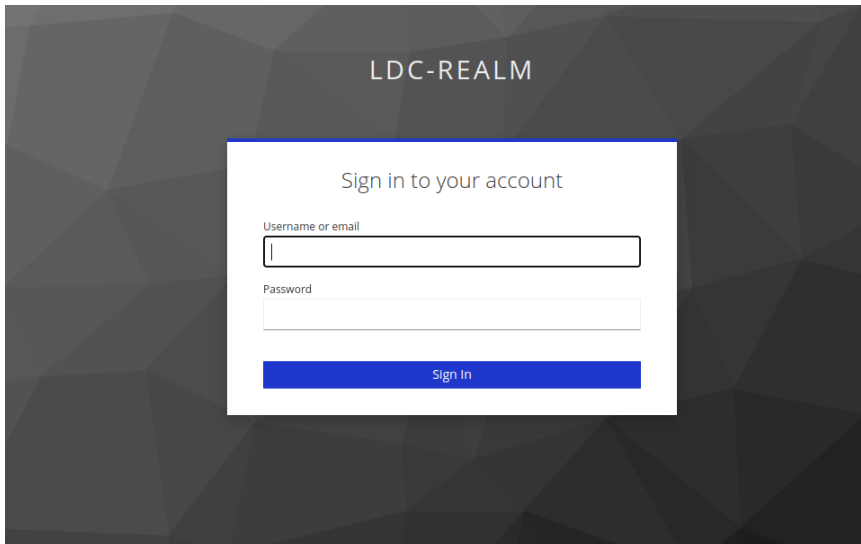 LDC-REALM
Sign in to your account
Username or email
Password
Sign In